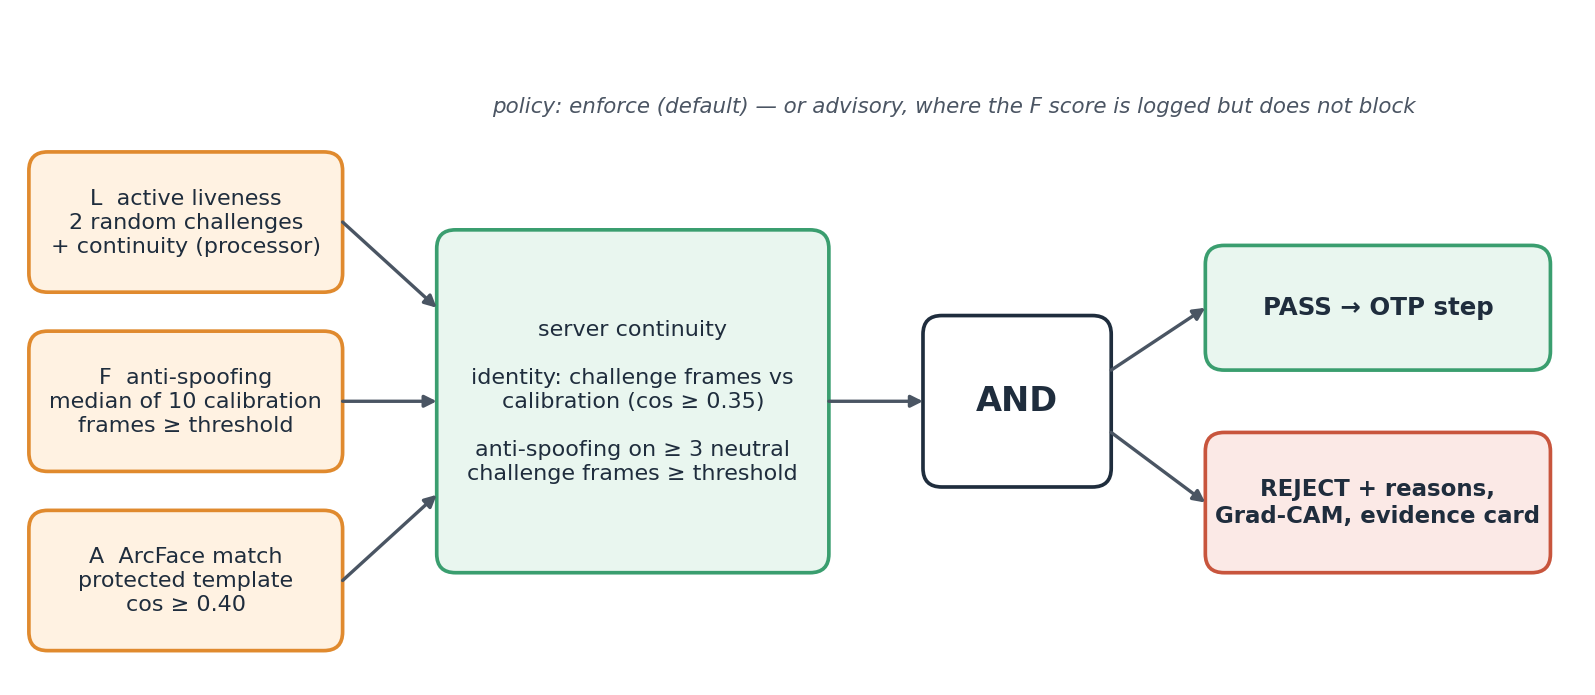 policy: enforce (default) — or advisory, where the F score is logged but does not block
L  active liveness
2 random challenges
+ continuity (processor)
F  anti-spoofing
median of 10 calibration
frames ≥ threshold
A  ArcFace match
protected template
cos ≥ 0.40
server continuity
identity: challenge frames vs
calibration (cos ≥ 0.35)
anti-spoofing on ≥ 3 neutral
challenge frames ≥ threshold
AND
PASS → OTP step
REJECT + reasons,
Grad-CAM, evidence card